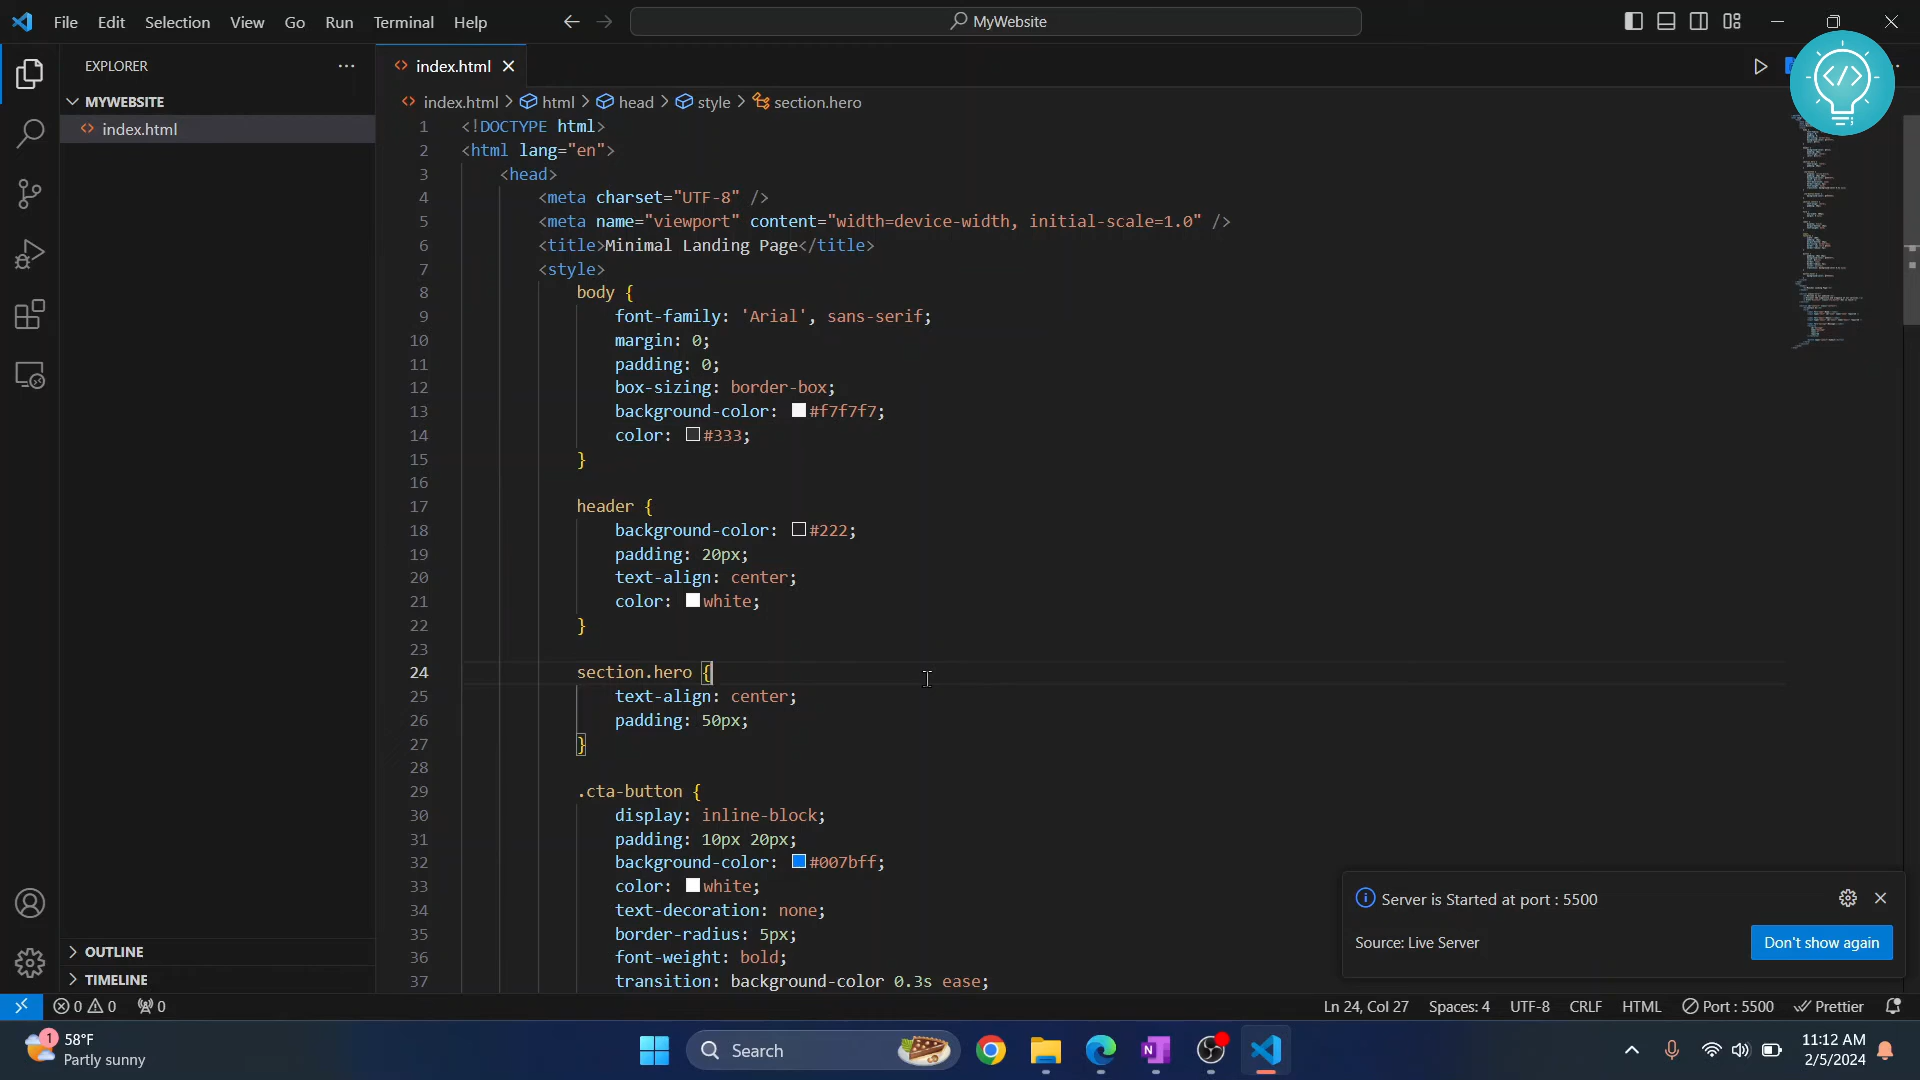 File Edit Selection View Go Run Terminal Help
MyWebsite
EXPLORER
MYWEBSITE
index.html
index.html
index.html > html > head > style > section.hero
1 <!DOCTYPE html>
2 <html lang="en">
3 <head>
4 <meta charset="UTF-8" />
5 <meta name="viewport" content="width=device-width, initial-scale=1.0" />
6 <title>Minimal Landing Page</title>
7 <style>
8 body {
9 font-family: 'Arial', sans-serif;
10 margin: 0;
11 padding: 0;
12 box-sizing: border-box;
13 background-color: #f7f7f7;
14 color: #333;
15 }
16
17 header {
18 background-color: #222;
19 padding: 20px;
20 text-align: center;
21 color: white;
22 }
23
24 section.hero {
25 text-align: center;
26 padding: 50px;
27 }
28
29 .cta-button {
30 display: inline-block;
31 padding: 10px 20px;
32 background-color: #007bff;
33 color: white;
34 text-decoration: none;
35 border-radius: 5px;
36 font-weight: bold;
37 transition: background-color 0.3s ease;
Server is Started at port : 5500
Source: Live Server
Don't show again
OUTLINE
TIMELINE
0 0 0
Ln 24, Col 27 Spaces: 4 UTF-8 CRLF HTML Port : 5500 Prettier
1
58°F
Partly sunny
Search
11:12 AM
2/5/2024